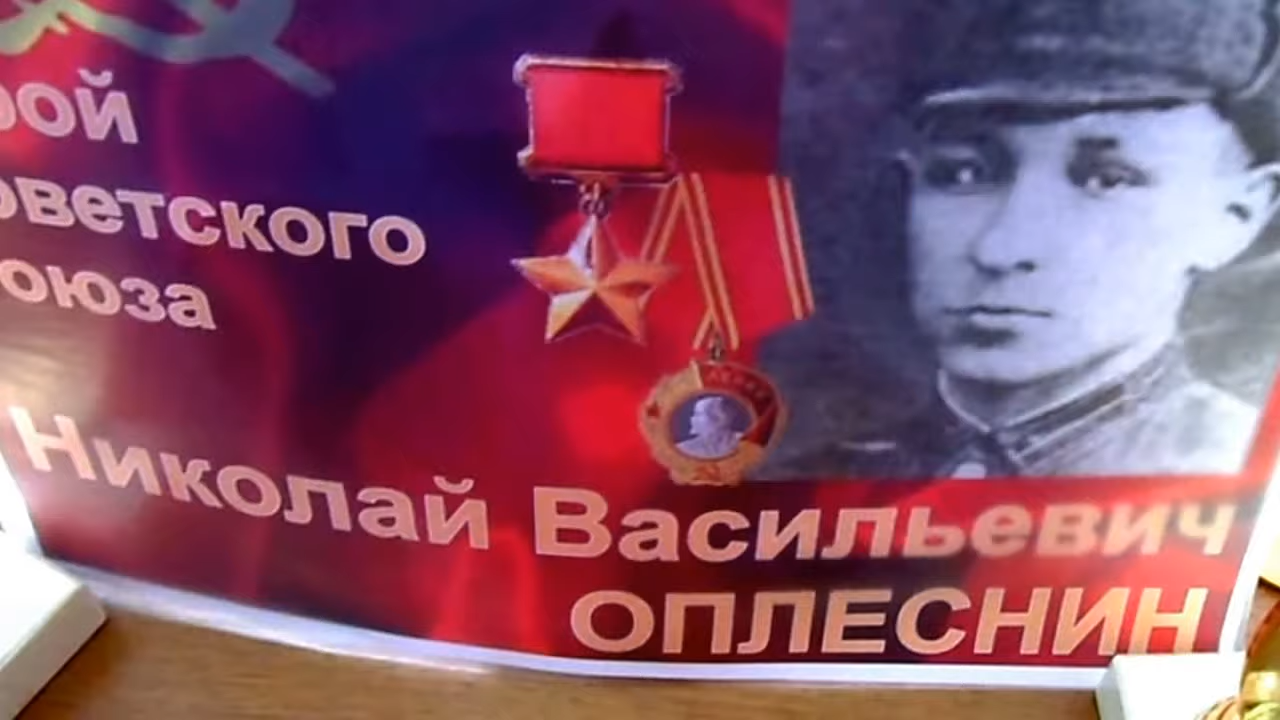 рой
оветского
оюза
Николай Васильевич
ОПЛЕСНИН